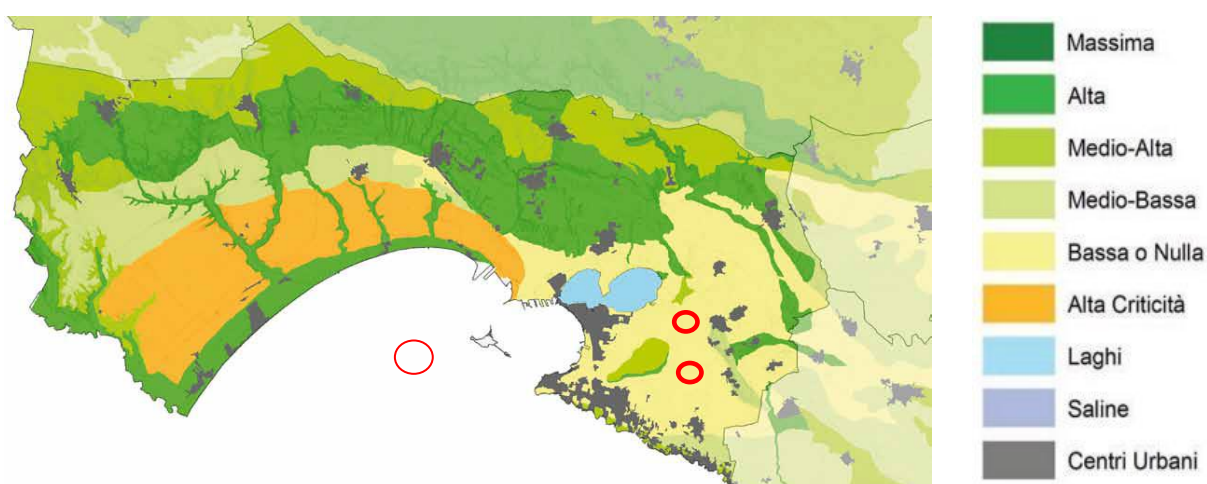 Massima
Alta
Medio-Alta
Medio-Bassa
Bassa o Nulla
Alta Criticità
Laghi
Saline
Centri Urbani